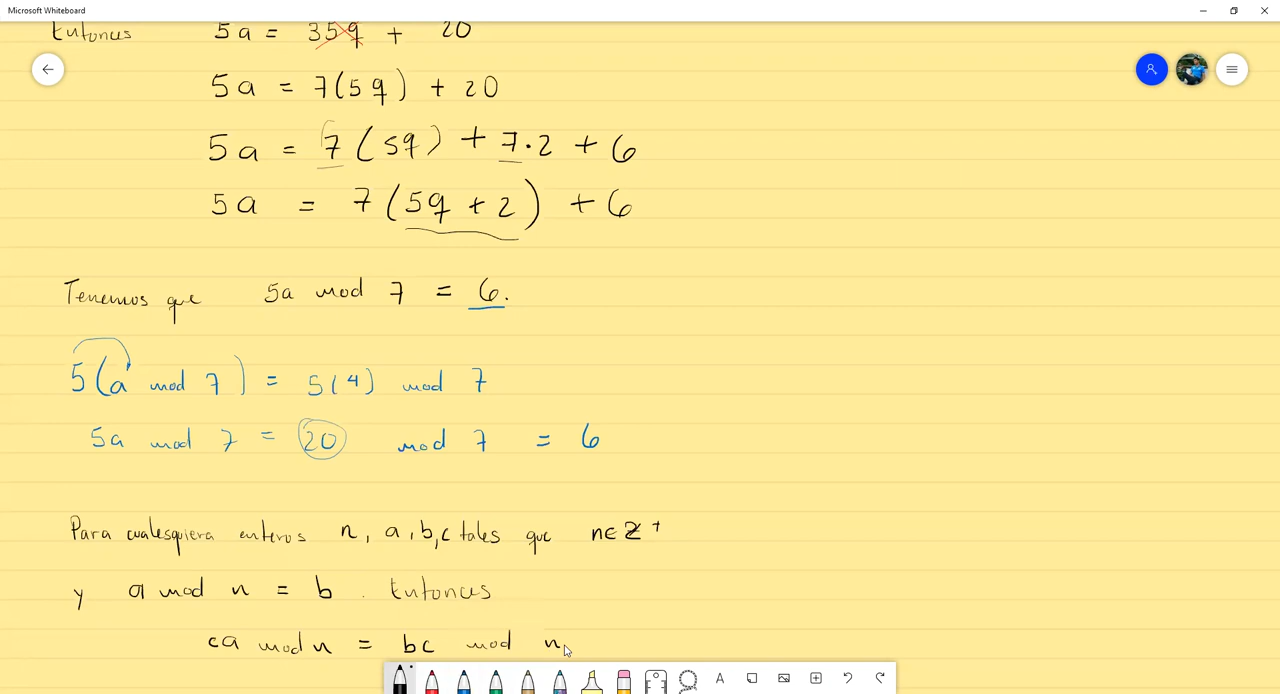 Microsoft Whiteboard
Entonces 5a = 35q + 20
5a = 7(5q) + 20
5a = 7(5q) + 7·2 + 6
5a = 7(5q + 2) + 6
Tenemos que 5a mod 7 = 6.
5(a mod 7) = 5(4) mod 7
5a mod 7 = 20 mod 7 = 6
Para cualesquiera enteros n, a, b, c tales que n∈Z⁺
y a mod n = b. Entonces
ca mod n = bc mod n
A